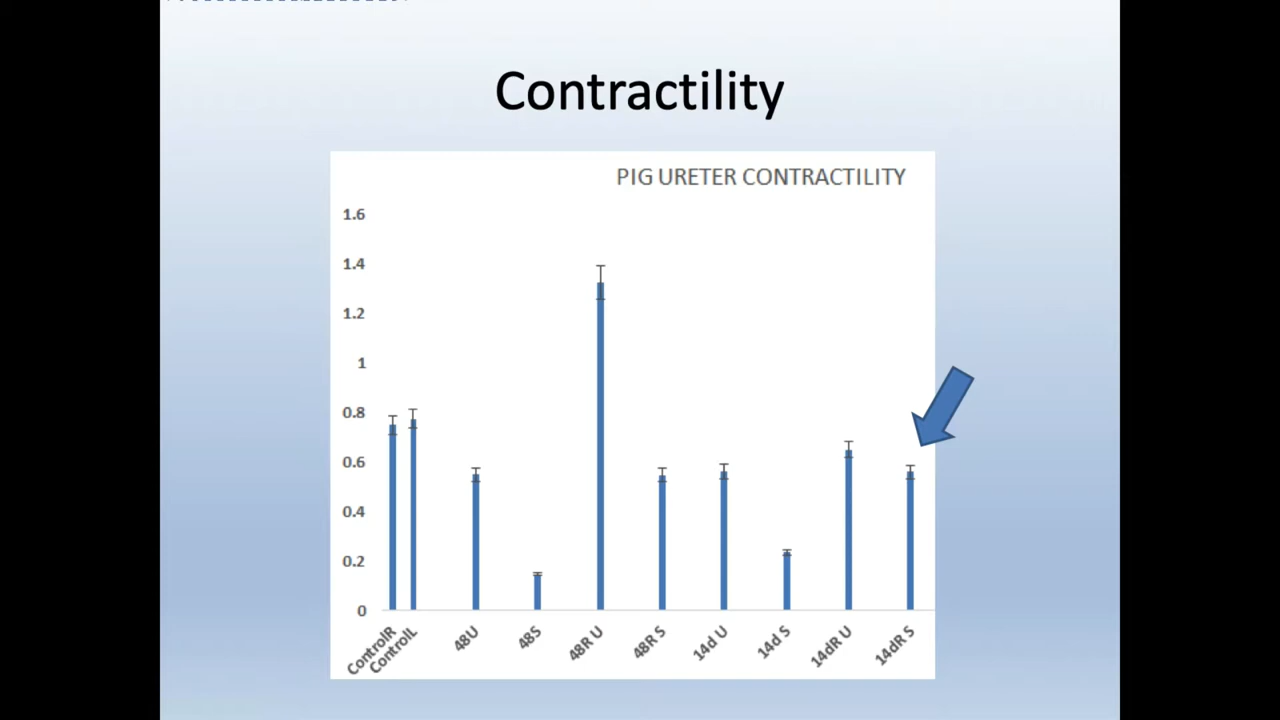 Contractility
PIG URETER CONTRACTILITY
1.6
1.4
1.2
1
0.8
0.6
0.4
0.2
0
ControlR
ControlL
48U
48S
48R U
48R S
14d U
14d S
14dR U
14dR S